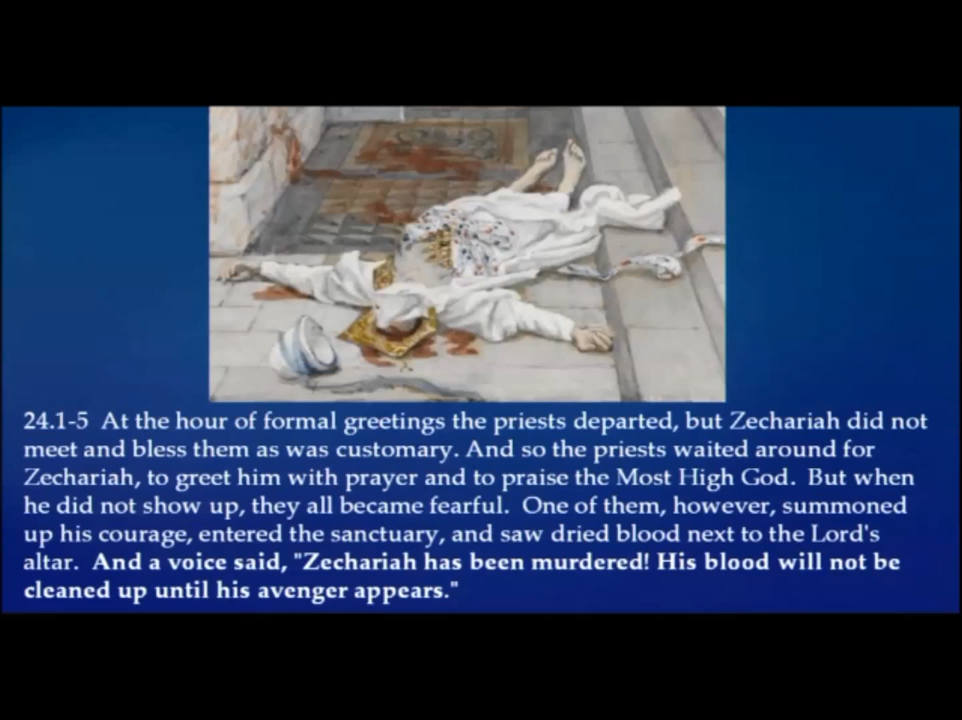 24.1-5 At the hour of formal greetings the priests departed, but Zechariah did not
meet and bless them as was customary. And so the priests waited around for
Zechariah, to greet him with prayer and to praise the Most High God. But when
he did not show up, they all became fearful. One of them, however, summoned
up his courage, entered the sanctuary, and saw dried blood next to the Lord's
altar. And a voice said, "Zechariah has been murdered! His blood will not be
cleaned up until his avenger appears."